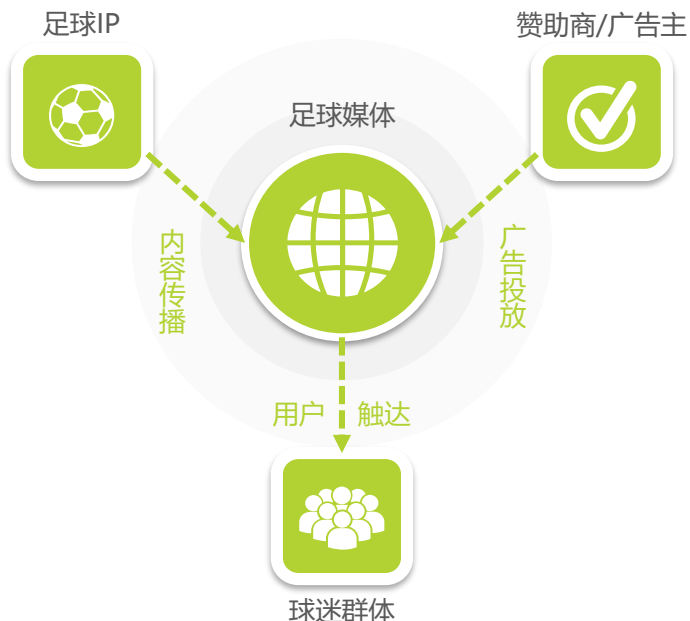 足球IP
赞助商/广告主
足球媒体
内容传播
广告投放
用户 触达
球迷群体